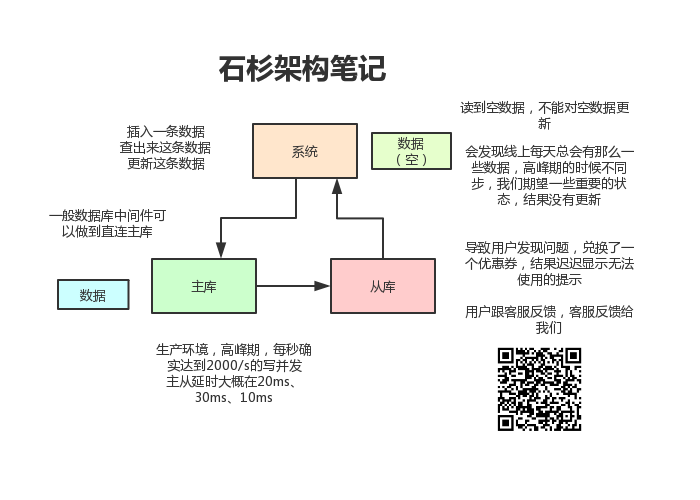 石杉架构笔记
插入一条数据
查出来这条数据
更新这条数据
系统
数据
（空）
读到空数据，不能对空数据更
新
会发现线上每天总会有那么一
些数据，高峰期的时候不同
步，我们期望一些重要的状
态，结果没有更新
一般数据库中间件可
以做到直连主库
数据
主库
从库
导致用户发现问题，兑换了一
个优惠券，结果迟迟显示无法
使用的提示
用户跟客服反馈，客服反馈给
我们
生产环境，高峰期，每秒确
实达到2000/s的写并发
主从延时大概在20ms、
30ms、10ms